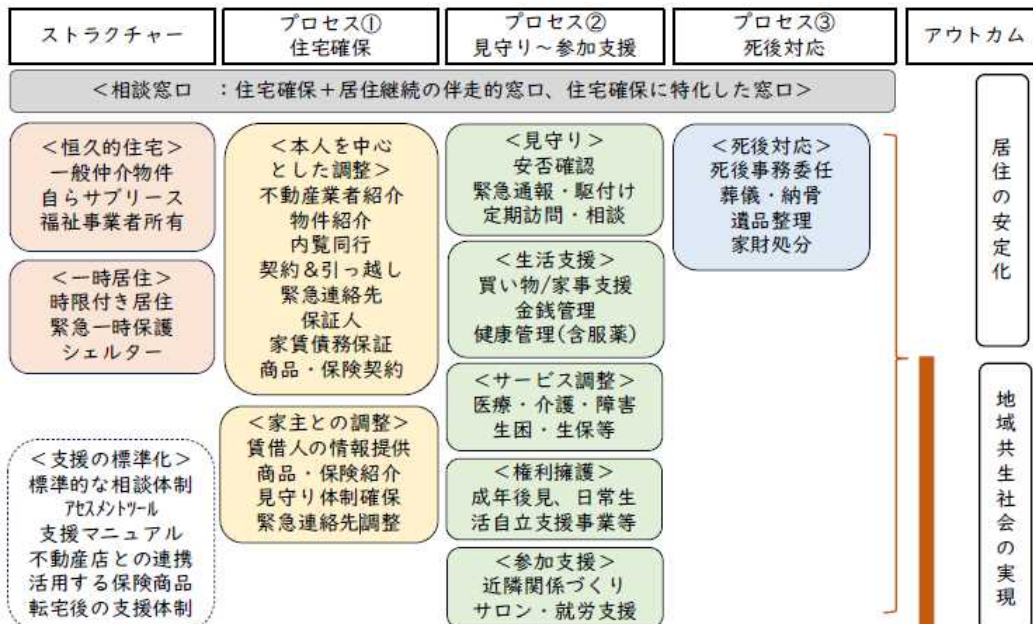 ストラクチャー
プロセス①
住宅確保
プロセス②
見守り～参加支援
プロセス③
死後対応
アウトカム
＜相談窓口　：住宅確保＋居住継続の伴走的窓口、住宅確保に特化した窓口＞
＜恒久的住宅＞
一般仲介物件
自らサブリース
福祉事業者所有
＜一時居住＞
時限付き居住
緊急一時保護
シェルター
＜支援の標準化＞
標準的な相談体制
アセスメントツール
支援マニュアル
不動産店との連携
活用する保険商品
転宅後の支援体制
＜本人を中心
とした調整＞
不動産業者紹介
物件紹介
内覧同行
契約＆引っ越し
緊急連絡先
保証人
家賃債務保証
商品・保険契約
＜家主との調整＞
賃借人の情報提供
商品・保険紹介
見守り体制確保
緊急連絡先調整
＜見守り＞
安否確認
緊急通報・駆付け
定期訪問・相談
＜生活支援＞
買い物/家事支援
金銭管理
健康管理(含服薬)
＜サービス調整＞
医療・介護・障害
生困・生保等
＜権利擁護＞
成年後見、日常生
活自立支援事業等
＜参加支援＞
近隣関係づくり
サロン・就労支援
＜死後対応＞
死後事務委任
葬儀・納骨
遺品整理
家財処分
居住の安定化
地域共生社会の実現